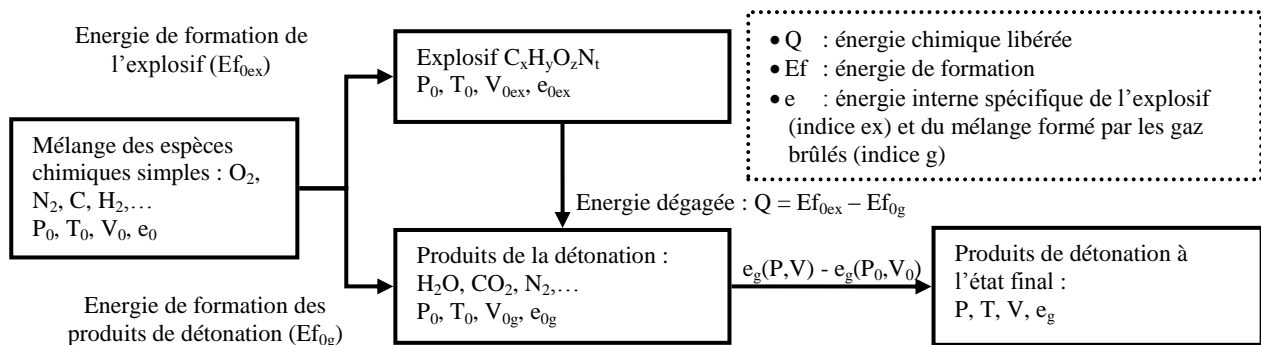 Energie de formation de
l'explosif (Ef0ex)
Explosif CxHyOzNt
P0, T0, V0ex, e0ex
• Q : énergie chimique libérée
• Ef : énergie de formation
• e : énergie interne spécifique de l'explosif
(indice ex) et du mélange formé par les gaz
brûlés (indice g)
Mélange des espèces
chimiques simples : O2,
N2, C, H2,…
P0, T0, V0, e0
Energie dégagée : Q = Ef0ex – Ef0g
Energie de formation des
produits de détonation (Ef0g)
Produits de la détonation :
H2O, CO2, N2,…
P0, T0, V0g, e0g
eg(P,V) - eg(P0,V0)
Produits de détonation à
l'état final :
P, T, V, eg